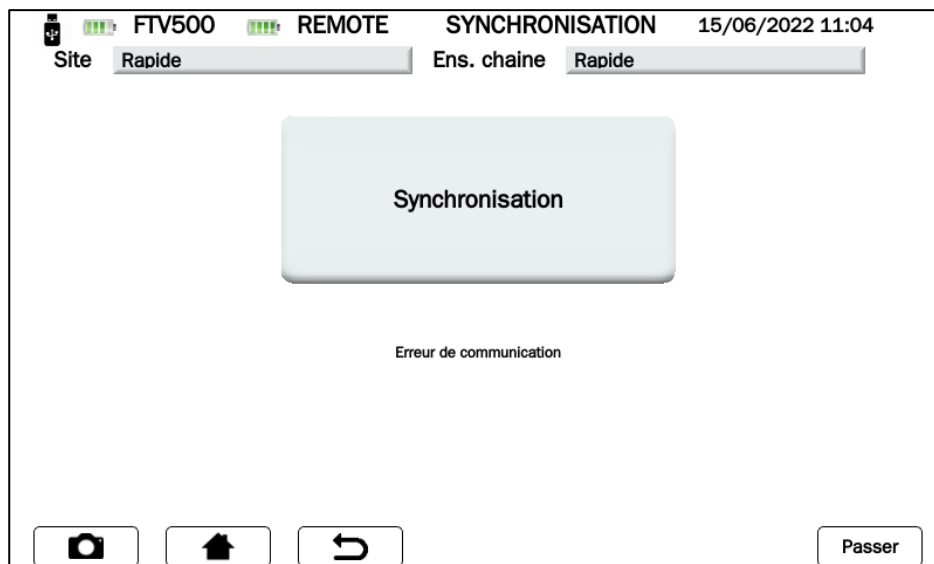 FTV500 REMOTE SYNCHRONISATION 15/06/2022 11:04
Site Rapide Ens. chaine Rapide
Synchronisation
Erreur de communication
Passer